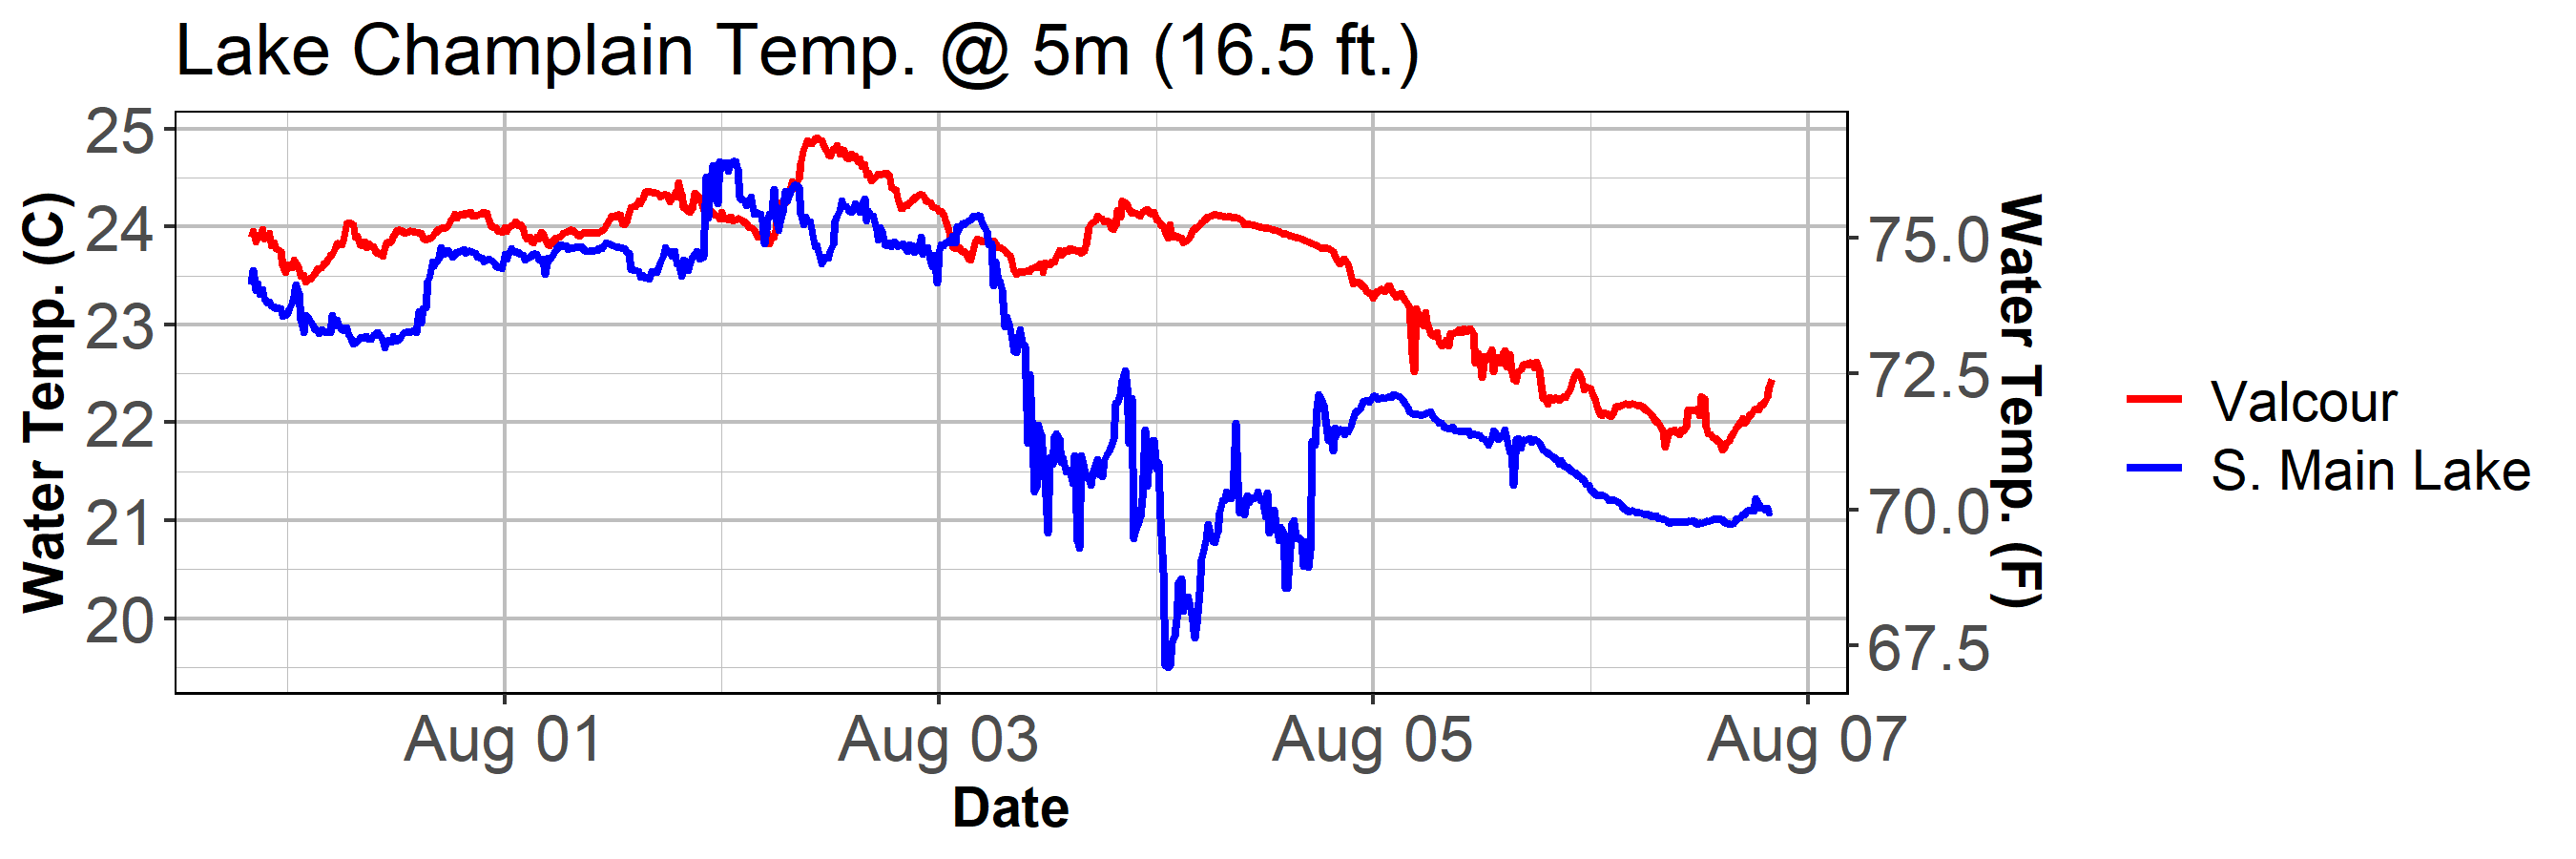 Lake Champlain Temp. @ 5m (16.5 ft.)
Water Temp. (C)
25
24
23
22
21
20
75.0
72.5
70.0
67.5
Water Temp. (F)
Aug 01
Aug 03
Aug 05
Aug 07
Date
Valcour
S. Main Lake